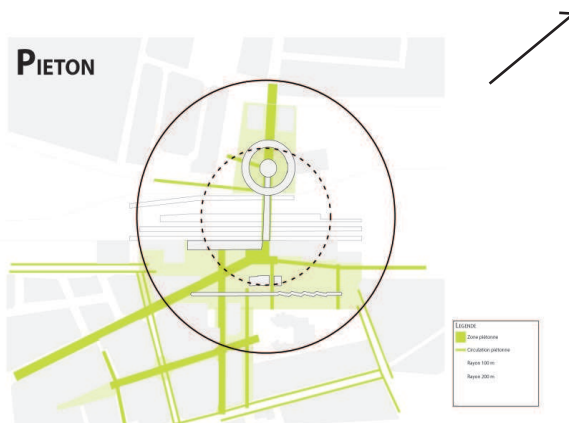 PIETON
LEGENDE
Zone piétonne
Circulation piétonne
Rayon 100 m
Rayon 200 m